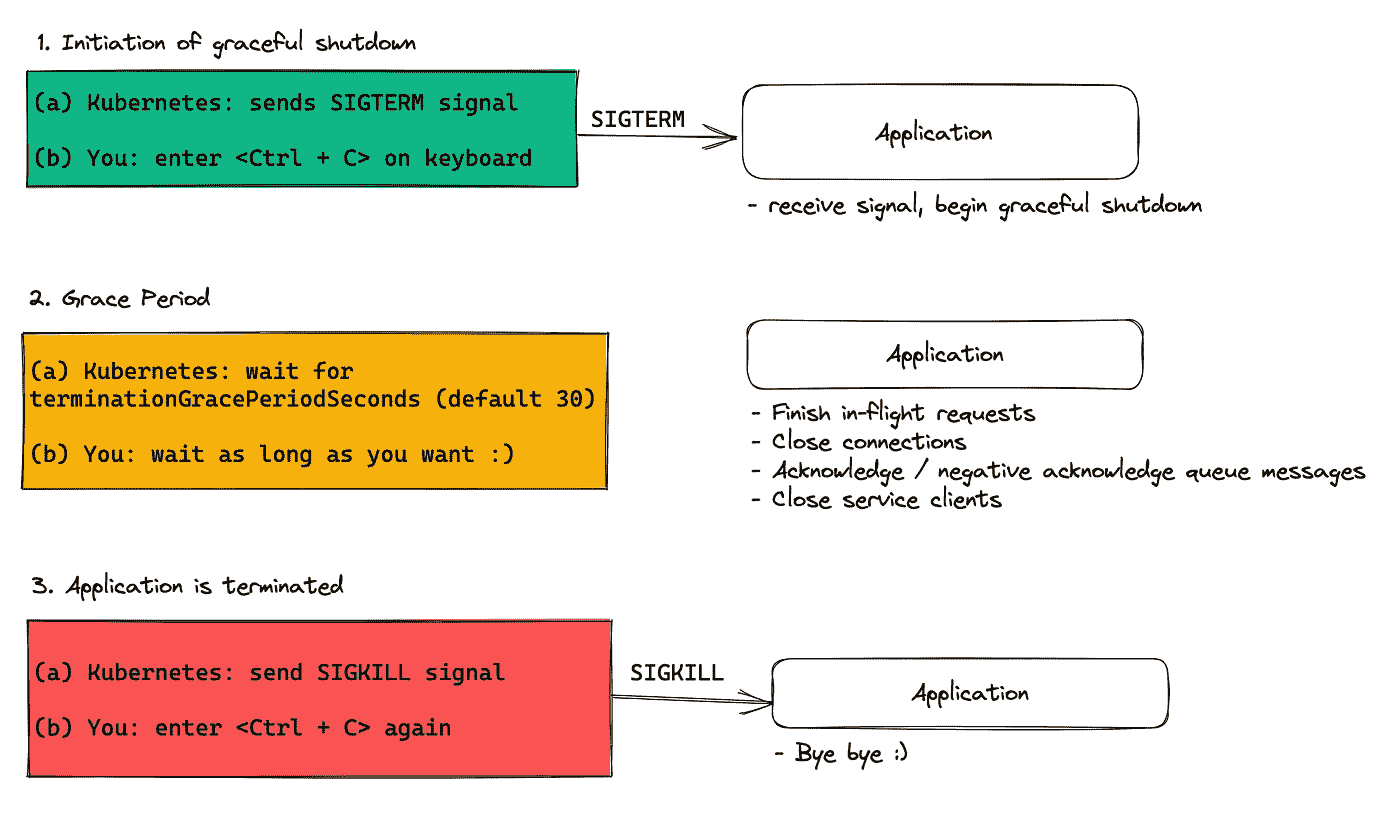 1. Initiation of graceful shutdown
(a) Kubernetes: sends SIGTERM signal
(b) You: enter <Ctrl + C> on keyboard
SIGTERM
Application
- receive signal, begin graceful shutdown
2. Grace Period
(a) Kubernetes: wait for
terminationGracePeriodSeconds (default 30)
(b) You: wait as long as you want :)
Application
- Finish in-flight requests
- Close connections
- Acknowledge / negative acknowledge queue messages
- Close service clients
3. Application is terminated
(a) Kubernetes: send SIGKILL signal
(b) You: enter <Ctrl + C> again
SIGKILL
Application
- Bye bye :)